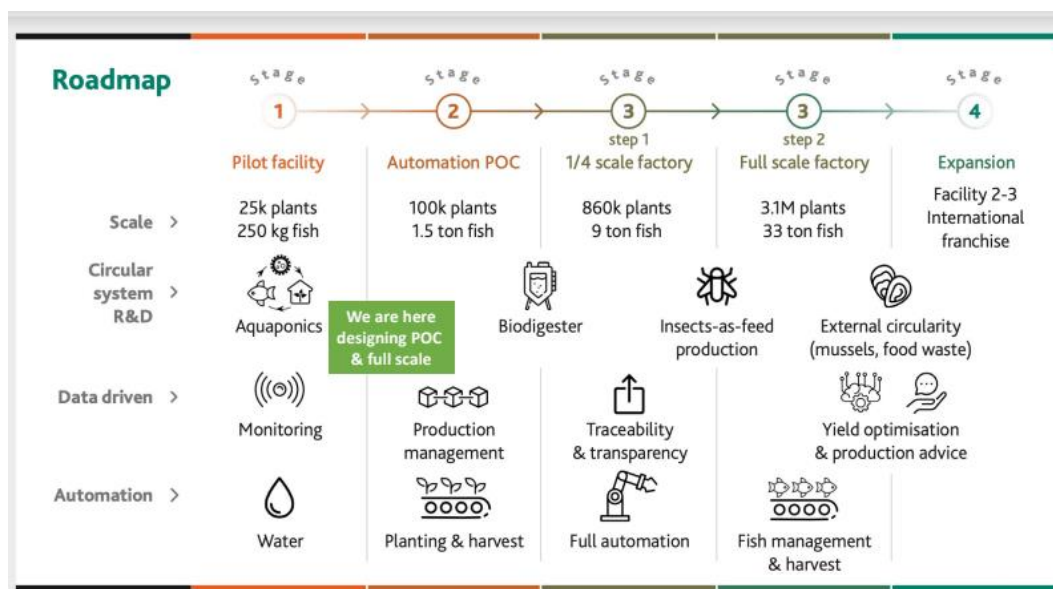 Roadmap
Stage
1
Stage
2
Stage
3
step 1
Stage
3
step 2
Stage
4
Pilot facility
Automation POC
1/4 scale factory
Full scale factory
Expansion
Scale >
25k plants
250 kg fish
100k plants
1.5 ton fish
860k plants
9 ton fish
3.1M plants
33 ton fish
Facility 2-3
International
franchise
Circular
system >
R&D
Aquaponics
We are here
designing POC
& full scale
Biodigester
Insects-as-feed
production
External circularity
(mussels, food waste)
Data driven >
Monitoring
Production
management
Traceability
& transparency
Yield optimisation
& production advice
Automation >
Water
Planting & harvest
Full automation
Fish management
& harvest